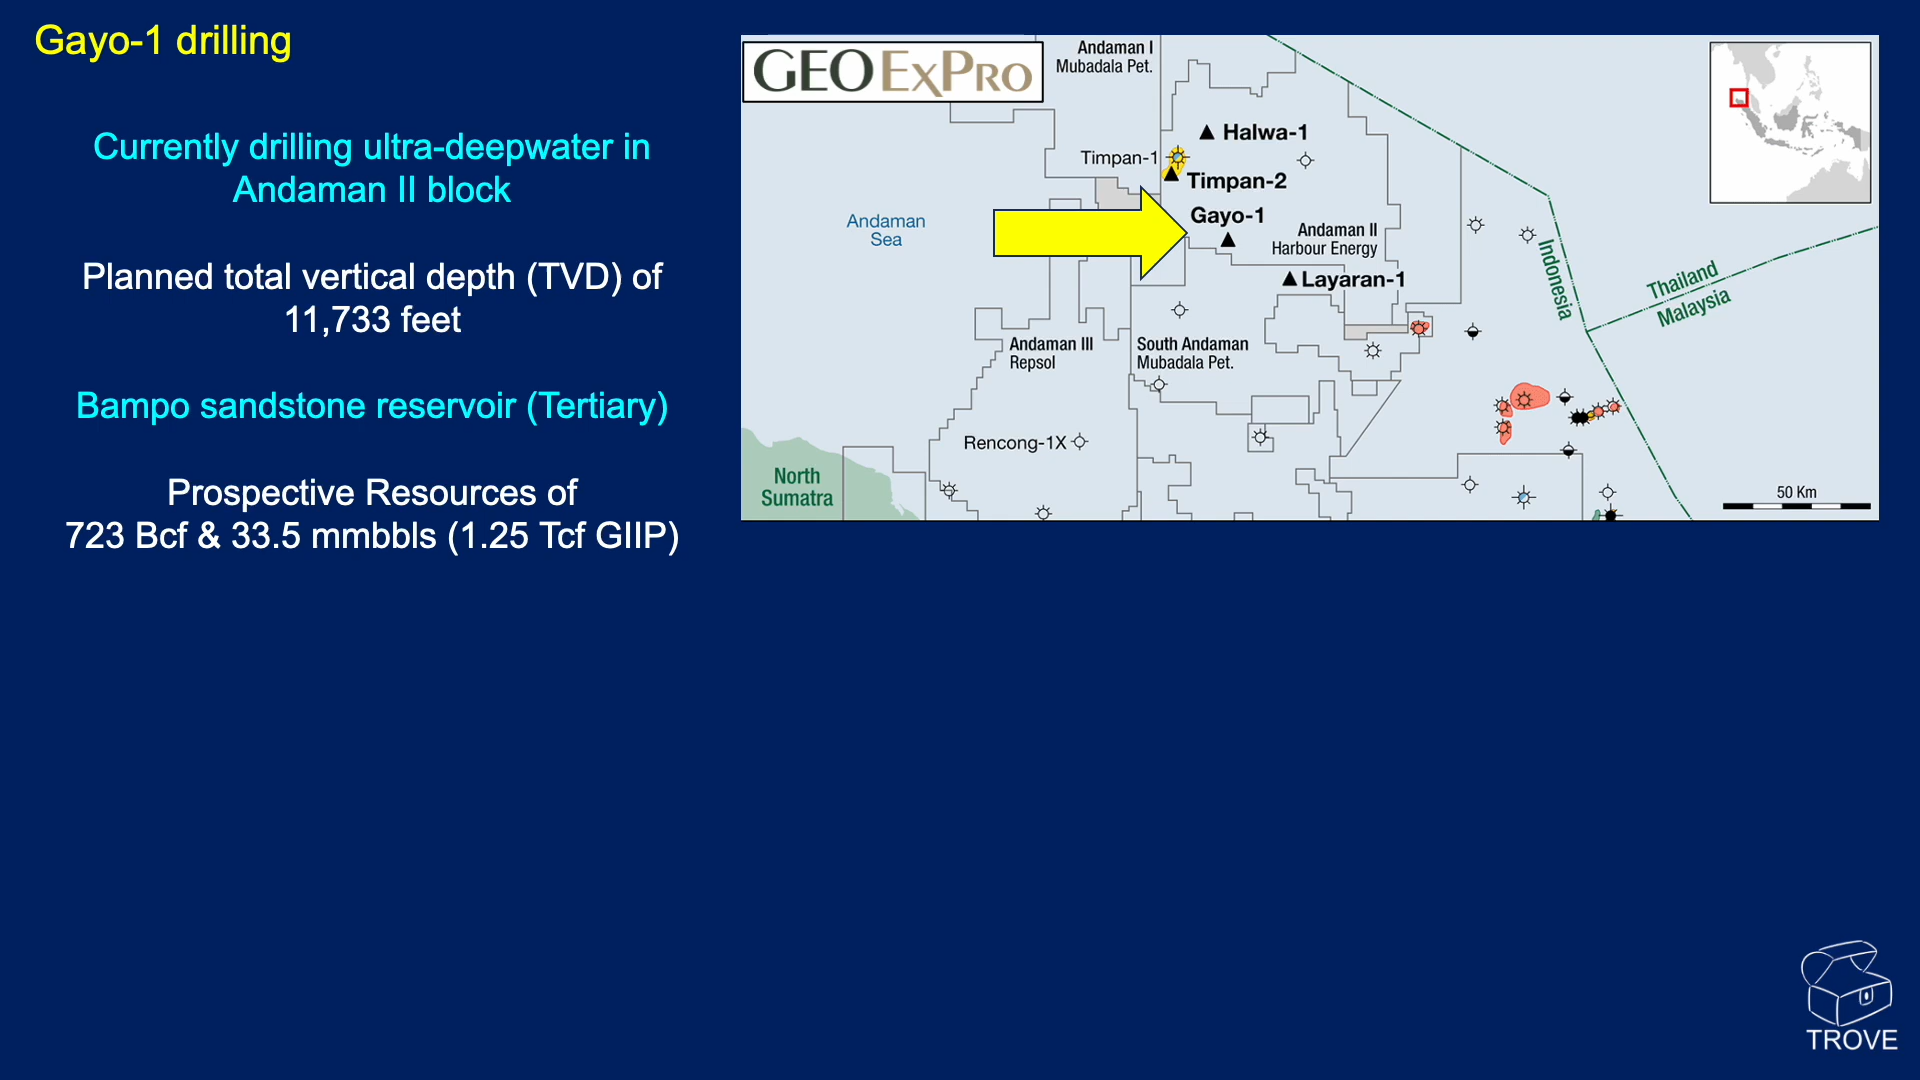 Gayo-1 drilling
Currently drilling ultra-deepwater in
Andaman II block
Planned total vertical depth (TVD) of
11,733 feet
Bampo sandstone reservoir (Tertiary)
Prospective Resources of
723 Bcf & 33.5 mmbbls (1.25 Tcf GIIP)
GEO ExPro
Andaman I
Mubadala Pet.
Halwa-1
Timpan-1
Timpan-2
Gayo-1
Andaman
Sea
Andaman II
Harbour Energy
Layaran-1
Indonesia
Thailand
Malaysia
Andaman III
Repsol
South Andaman
Mubadala Pet.
Rencong-1X
North
Sumatra
50 Km
TROVE